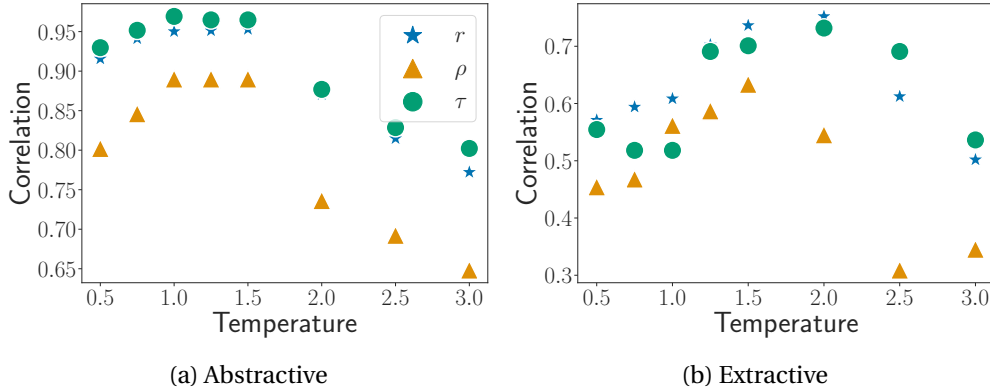 0.95
0.90
0.85
0.80
0.75
0.70
0.65
Correlation
0.5 1.0 1.5 2.0 2.5 3.0
Temperature
r
ρ
τ
(a) Abstractive
0.7
0.6
0.5
0.4
0.3
Correlation
0.5 1.0 1.5 2.0 2.5 3.0
Temperature
(b) Extractive